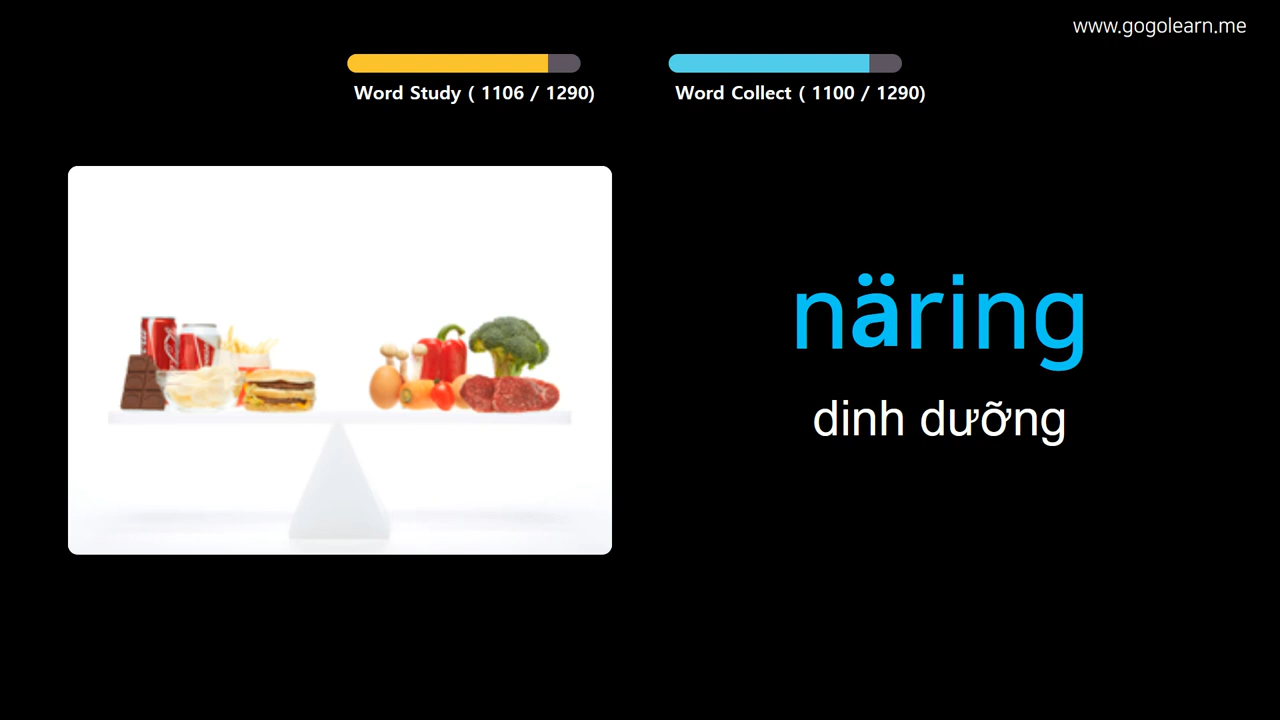 www.gogolearn.me
Word Study ( 1106 / 1290)
Word Collect ( 1100 / 1290)
näring
dinh dưỡng